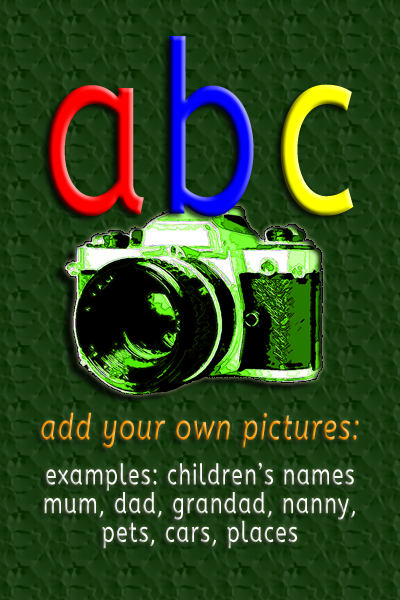 abc
add your own pictures:
examples: children's names
mum, dad, grandad, nanny,
pets, cars, places